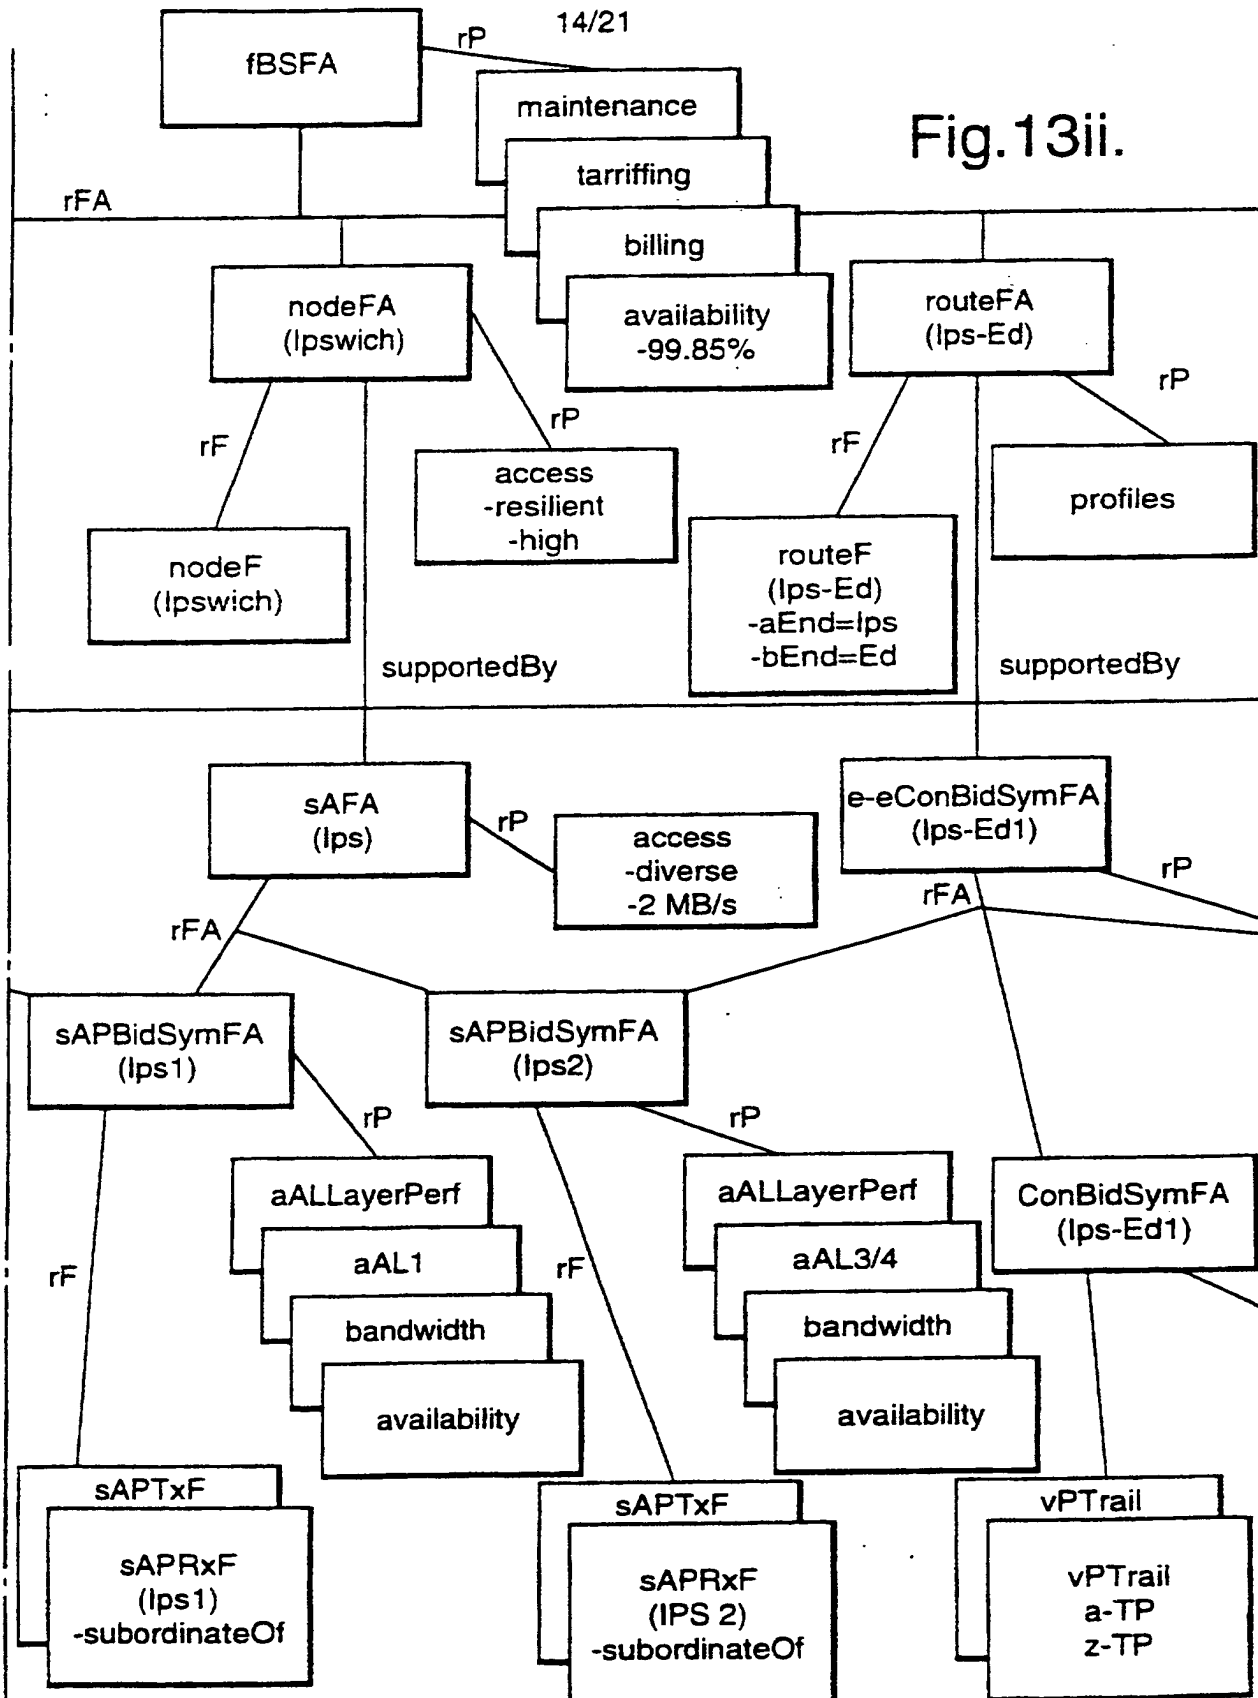 14/21
fBSFA
rP
maintenance
Fig.13ii.
tarriffing
rFA
billing
nodeFA
(Ipswich)
availability
-99.85%
routeFA
(Ips-Ed)
rF
rP
rF
rP
access
-resilient
-high
profiles
nodeF
(Ipswich)
routeF
(Ips-Ed)
-aEnd=Ips
-bEnd=Ed
supportedBy
supportedBy
sAFA
(Ips)
rP
access
-diverse
-2 MB/s
e-eConBidSymFA
(Ips-Ed1)
rP
rFA
rFA
sAPBidSymFA
(Ips1)
sAPBidSymFA
(Ips2)
rP
rP
aALLayerPerf
aALLayerPerf
ConBidSymFA
(Ips-Ed1)
rF
aAL1
rF
aAL3/4
bandwidth
bandwidth
availability
availability
sAPTxF
sAPTxF
vPTrail
sAPRxF
(Ips1)
-subordinateOf
sAPRxF
(IPS 2)
-subordinateOf
vPTrail
a-TP
z-TP